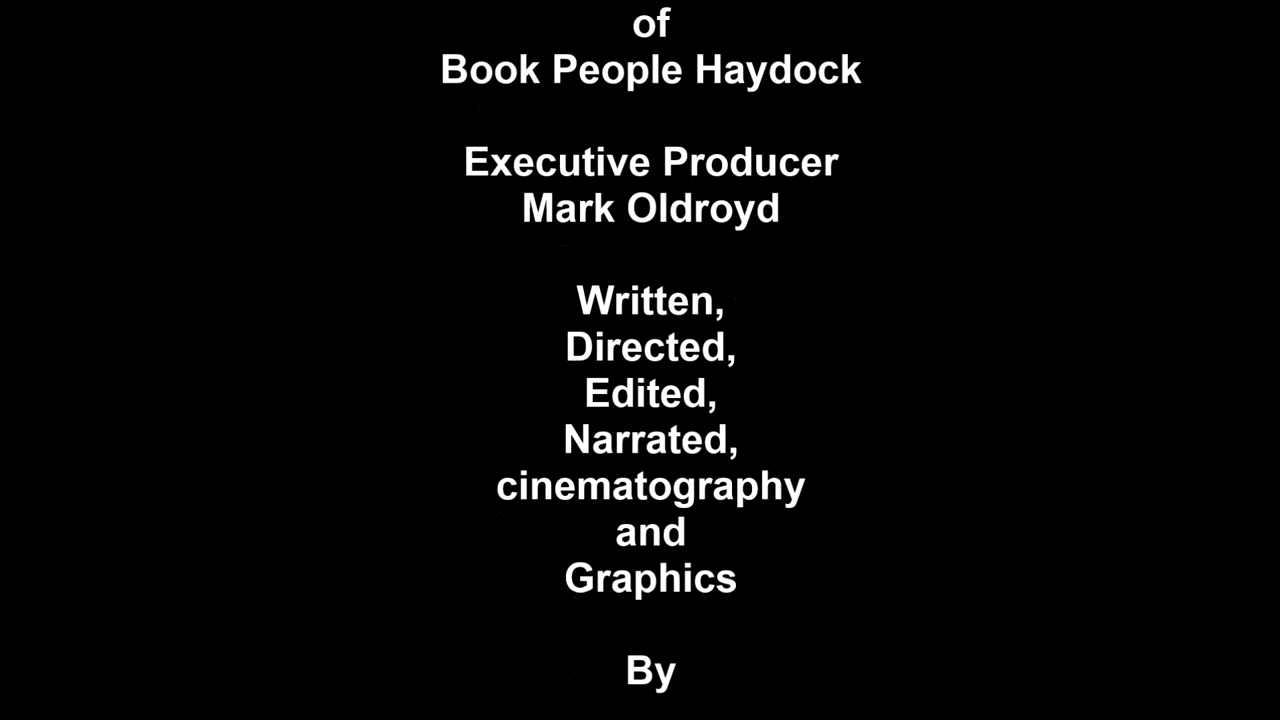 of
Book People Haydock
Executive Producer
Mark Oldroyd
Written,
Directed,
Edited,
Narrated,
cinematography
and
Graphics
By